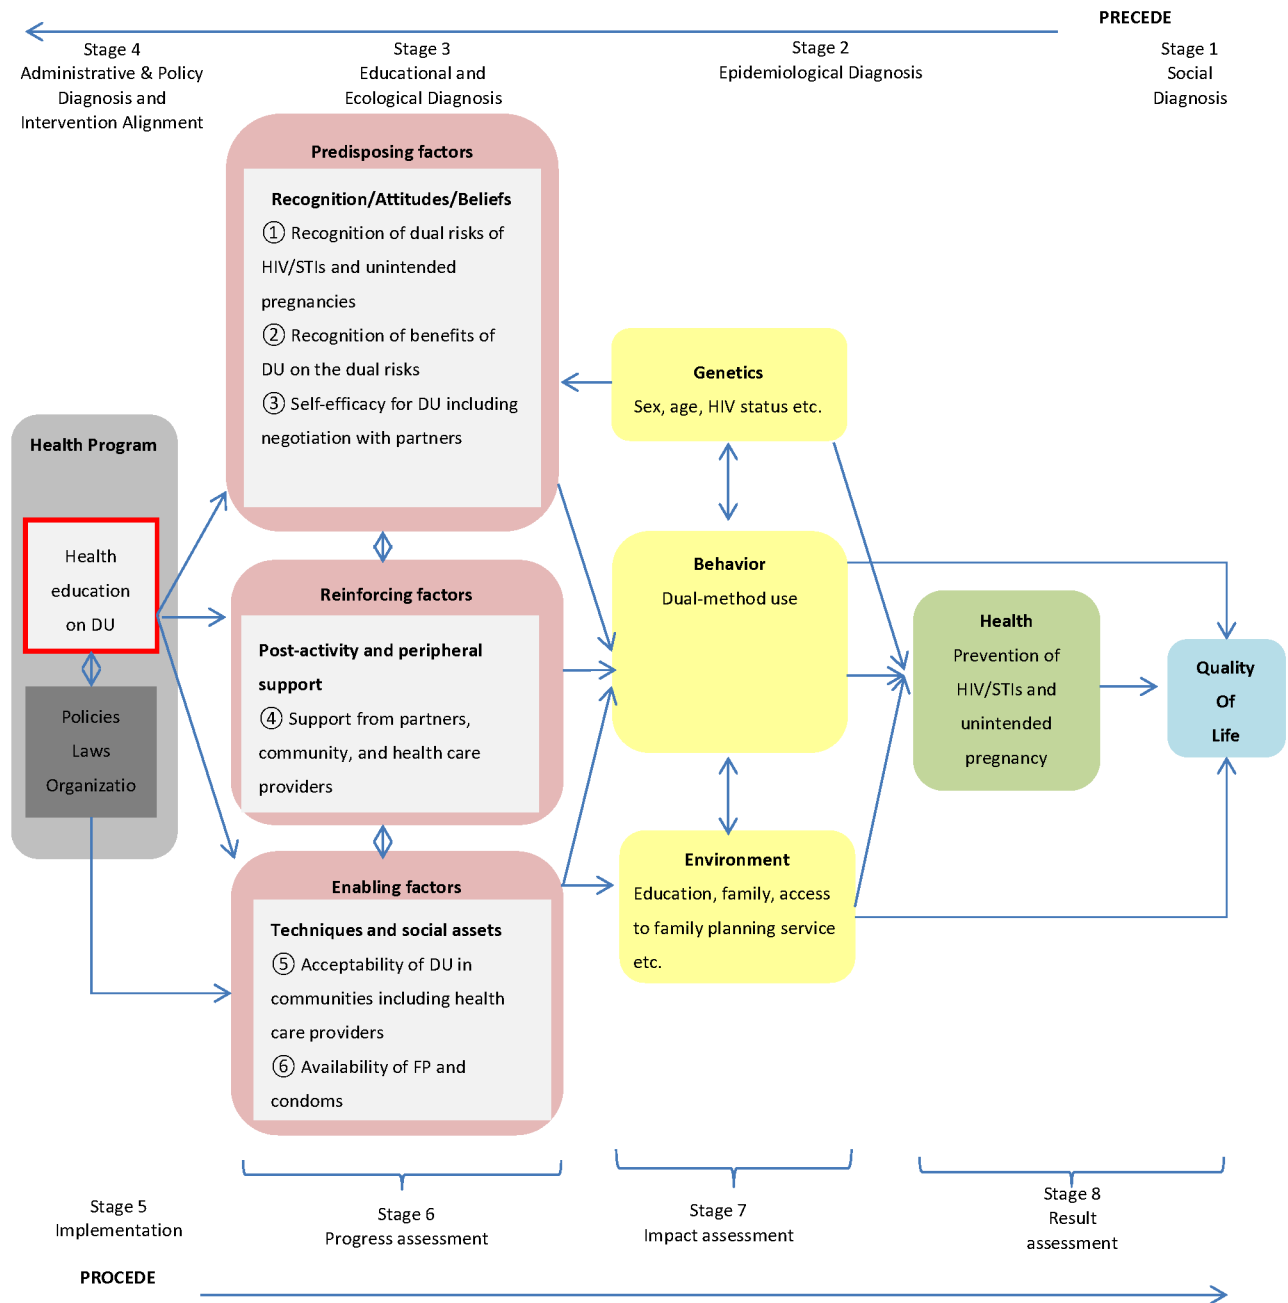 PRECEDE
Stage 4
Administrative & Policy
Diagnosis and
Intervention Alignment
Stage 3
Educational and
Ecological Diagnosis
Stage 2
Epidemiological Diagnosis
Stage 1
Social
Diagnosis
Health Program
Health
education
on DU
Policies
Laws
Organizatio
Predisposing factors
Recognition/Attitudes/Beliefs
① Recognition of dual risks of
HIV/STIs and unintended
pregnancies
② Recognition of benefits of
DU on the dual risks
③ Self-efficacy for DU including
negotiation with partners
Reinforcing factors
Post-activity and peripheral
support
④ Support from partners,
community, and health care
providers
Enabling factors
Techniques and social assets
⑤ Acceptability of DU in
communities including health
care providers
⑥ Availability of FP and
condoms
Genetics
Sex, age, HIV status etc.
Behavior
Dual-method use
Environment
Education, family, access
to family planning service
etc.
Health
Prevention of
HIV/STIs and
unintended
pregnancy
Quality
Of
Life
Stage 5
Implementation
Stage 6
Progress assessment
Stage 7
Impact assessment
Stage 8
Result
assessment
PROCEDE